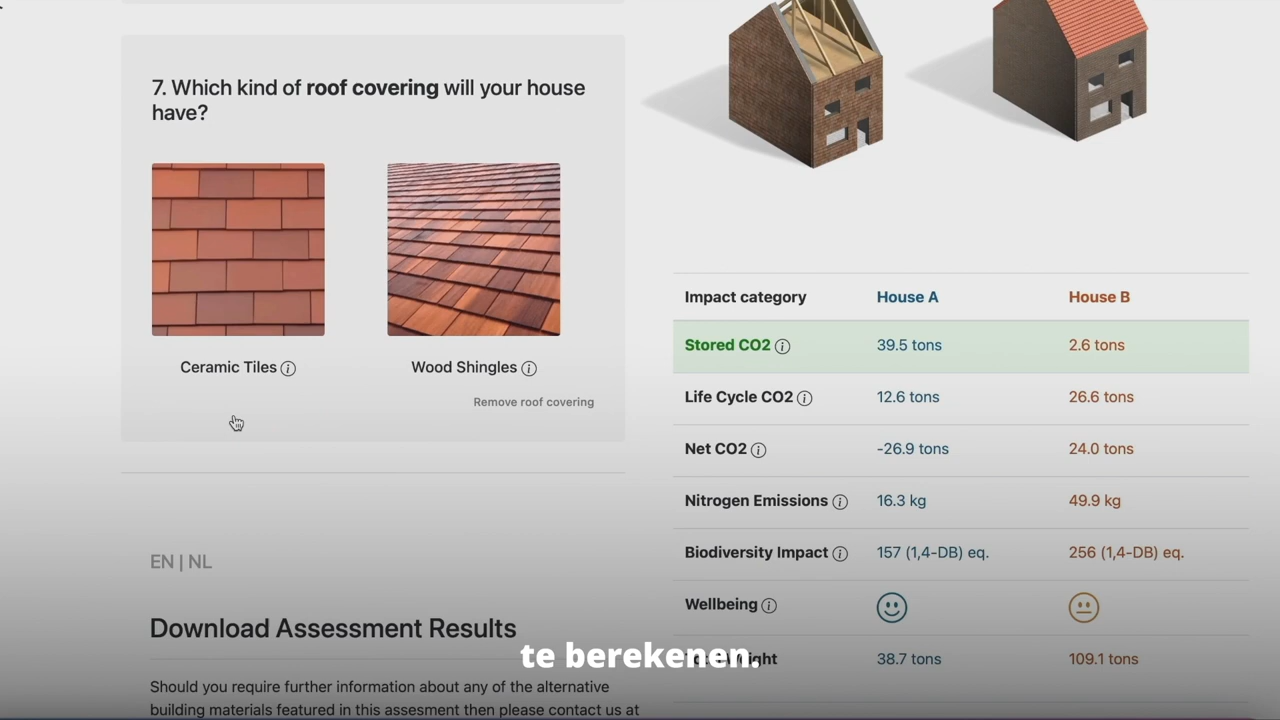 7. Which kind of roof covering will your house
have?
Ceramic Tiles
Wood Shingles
Remove roof covering
EN | NL
Download Assessment Results
Should you require further information about any of the alternative
building materials featured in this assesment then please contact us at
Impact category House A House B
Stored CO2 39.5 tons 2.6 tons
Life Cycle CO2 12.6 tons 26.6 tons
Net CO2 -26.9 tons 24.0 tons
Nitrogen Emissions 16.3 kg 49.9 kg
Biodiversity Impact 157 (1,4-DB) eq. 256 (1,4-DB) eq.
Wellbeing
38.7 tons 109.1 tons
te berekenen.